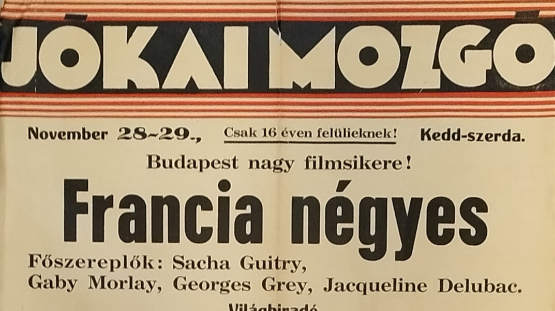 JÓKAI MOZGÓ
November 28-29., Csak 16 éven felülieknek! Kedd-szerda.
Budapest nagy filmsikere!
Francia négyes
Főszereplők: Sacha Guitry,
Gaby Morlay, Georges Grey, Jacqueline Delubac.
Világhiradó